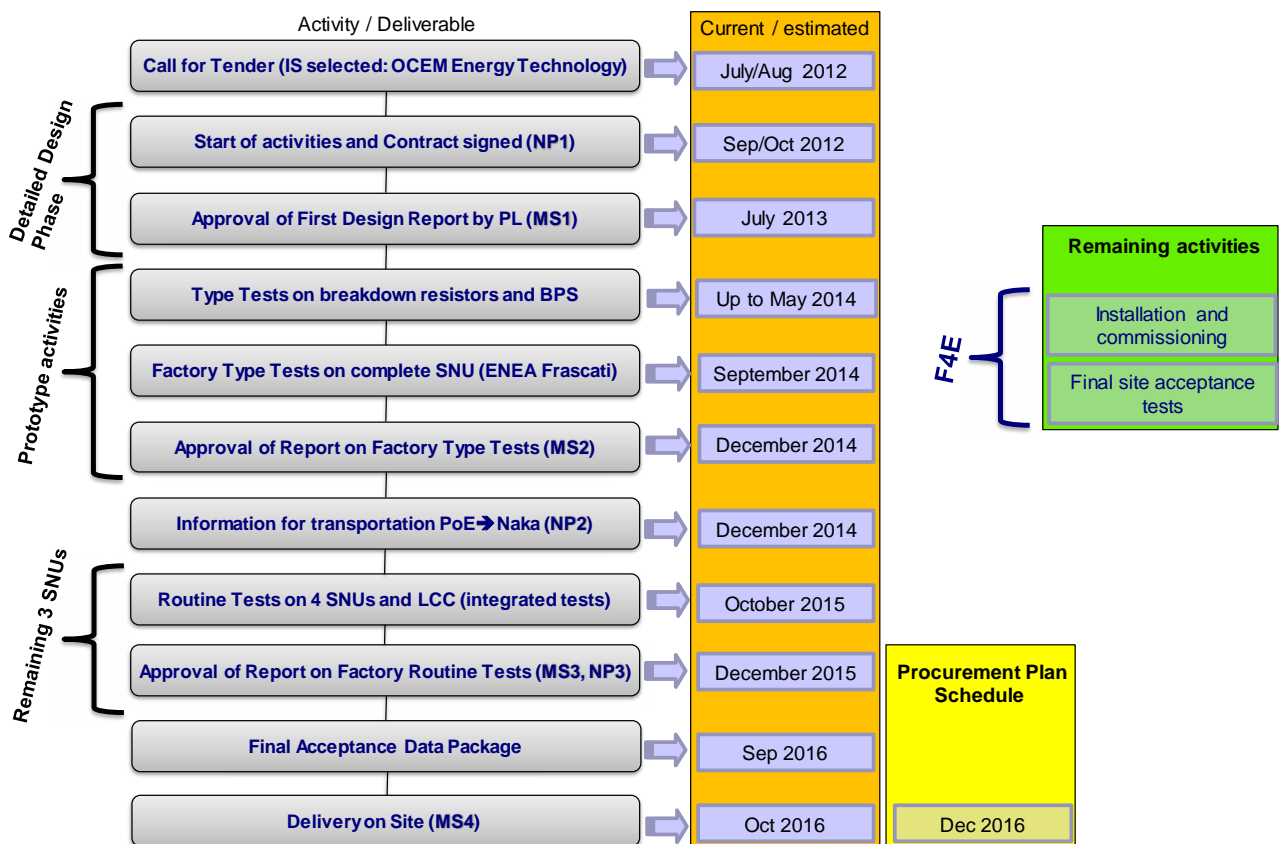 Activity / Deliverable
Current / estimated
Call for Tender (IS selected: OCEM Energy Technology)
July/Aug 2012
Detailed Design
Phase
Start of activities and Contract signed (NP1)
Sep/Oct 2012
Approval of First Design Report by PL (MS1)
July 2013
Prototype activities
Type Tests on breakdown resistors and BPS
Up to May 2014
Factory Type Tests on complete SNU (ENEA Frascati)
September 2014
Approval of Report on Factory Type Tests (MS2)
December 2014
Information for transportation PoE➔Naka (NP2)
December 2014
Remaining 3 SNUs
Routine Tests on 4 SNUs and LCC (integrated tests)
October 2015
Approval of Report on Factory Routine Tests (MS3, NP3)
December 2015
Final Acceptance Data Package
Sep 2016
Delivery on Site (MS4)
Oct 2016
Procurement Plan
Schedule
Dec 2016
Remaining activities
F4E
Installation and
commissioning
Final site acceptance
tests